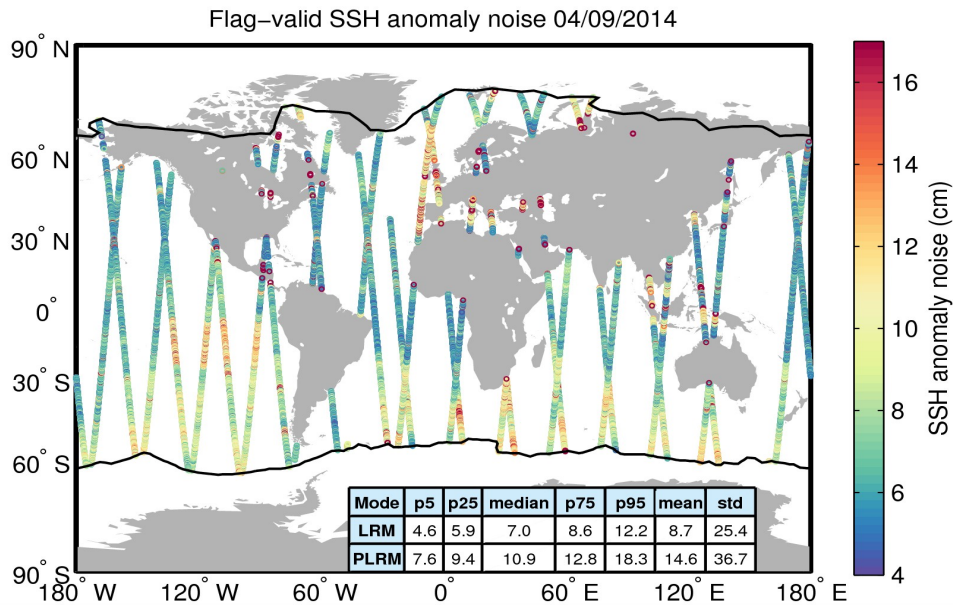 Flag-valid SSH anomaly noise 04/09/2014
90° N
60° N
30° N
0°
30° S
60° S
90° S
180° W
120° W
60° W
0°
60° E
120° E
180° E
Mode p5 p25 median p75 p95 mean std
LRM 4.6 5.9 7.0 8.6 12.2 8.7 25.4
PLRM 7.6 9.4 10.9 12.8 18.3 14.6 36.7
16
14
12
10
8
6
4
SSH anomaly noise (cm)